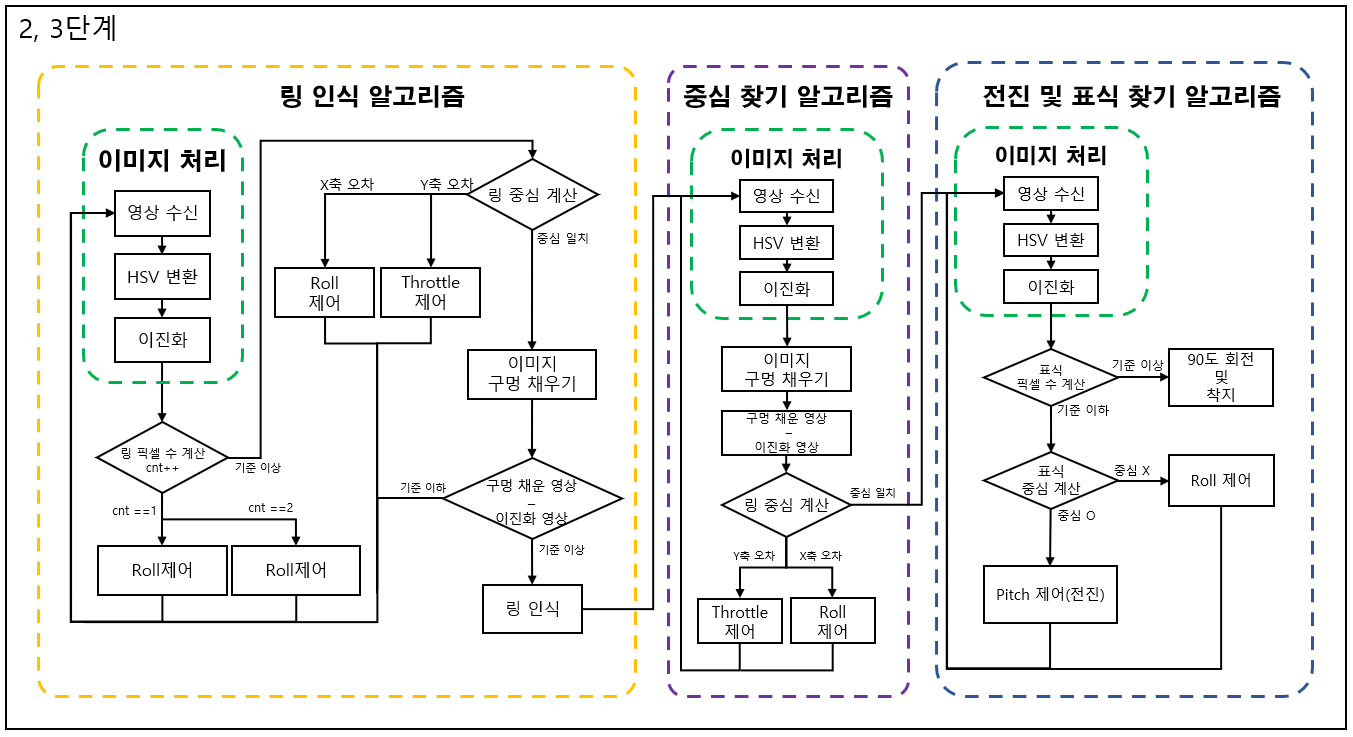 2, 3단계
링 인식 알고리즘
이미지 처리
영상 수신
HSV 변환
이진화
링 픽셀 수 계산
cnt++
기준 이상
cnt ==1
cnt ==2
Roll제어
Roll제어
링 중심 계산
X축 오차
Y축 오차
중심 일치
Roll
제어
Throttle
제어
이미지
구멍 채우기
구멍 채운 영상
–
이진화 영상
기준 이하
기준 이상
링 인식
중심 찾기 알고리즘
이미지 처리
영상 수신
HSV 변환
이진화
이미지
구멍 채우기
구멍 채운 영상
–
이진화 영상
링 중심 계산
중심 일치
Y축 오차
X축 오차
Throttle
제어
Roll
제어
전진 및 표식 찾기 알고리즘
이미지 처리
영상 수신
HSV 변환
이진화
표식
픽셀 수 계산
기준 이상
90도 회전
및
착지
기준 이하
표식
중심 계산
중심 X
Roll 제어
중심 O
Pitch 제어(전진)